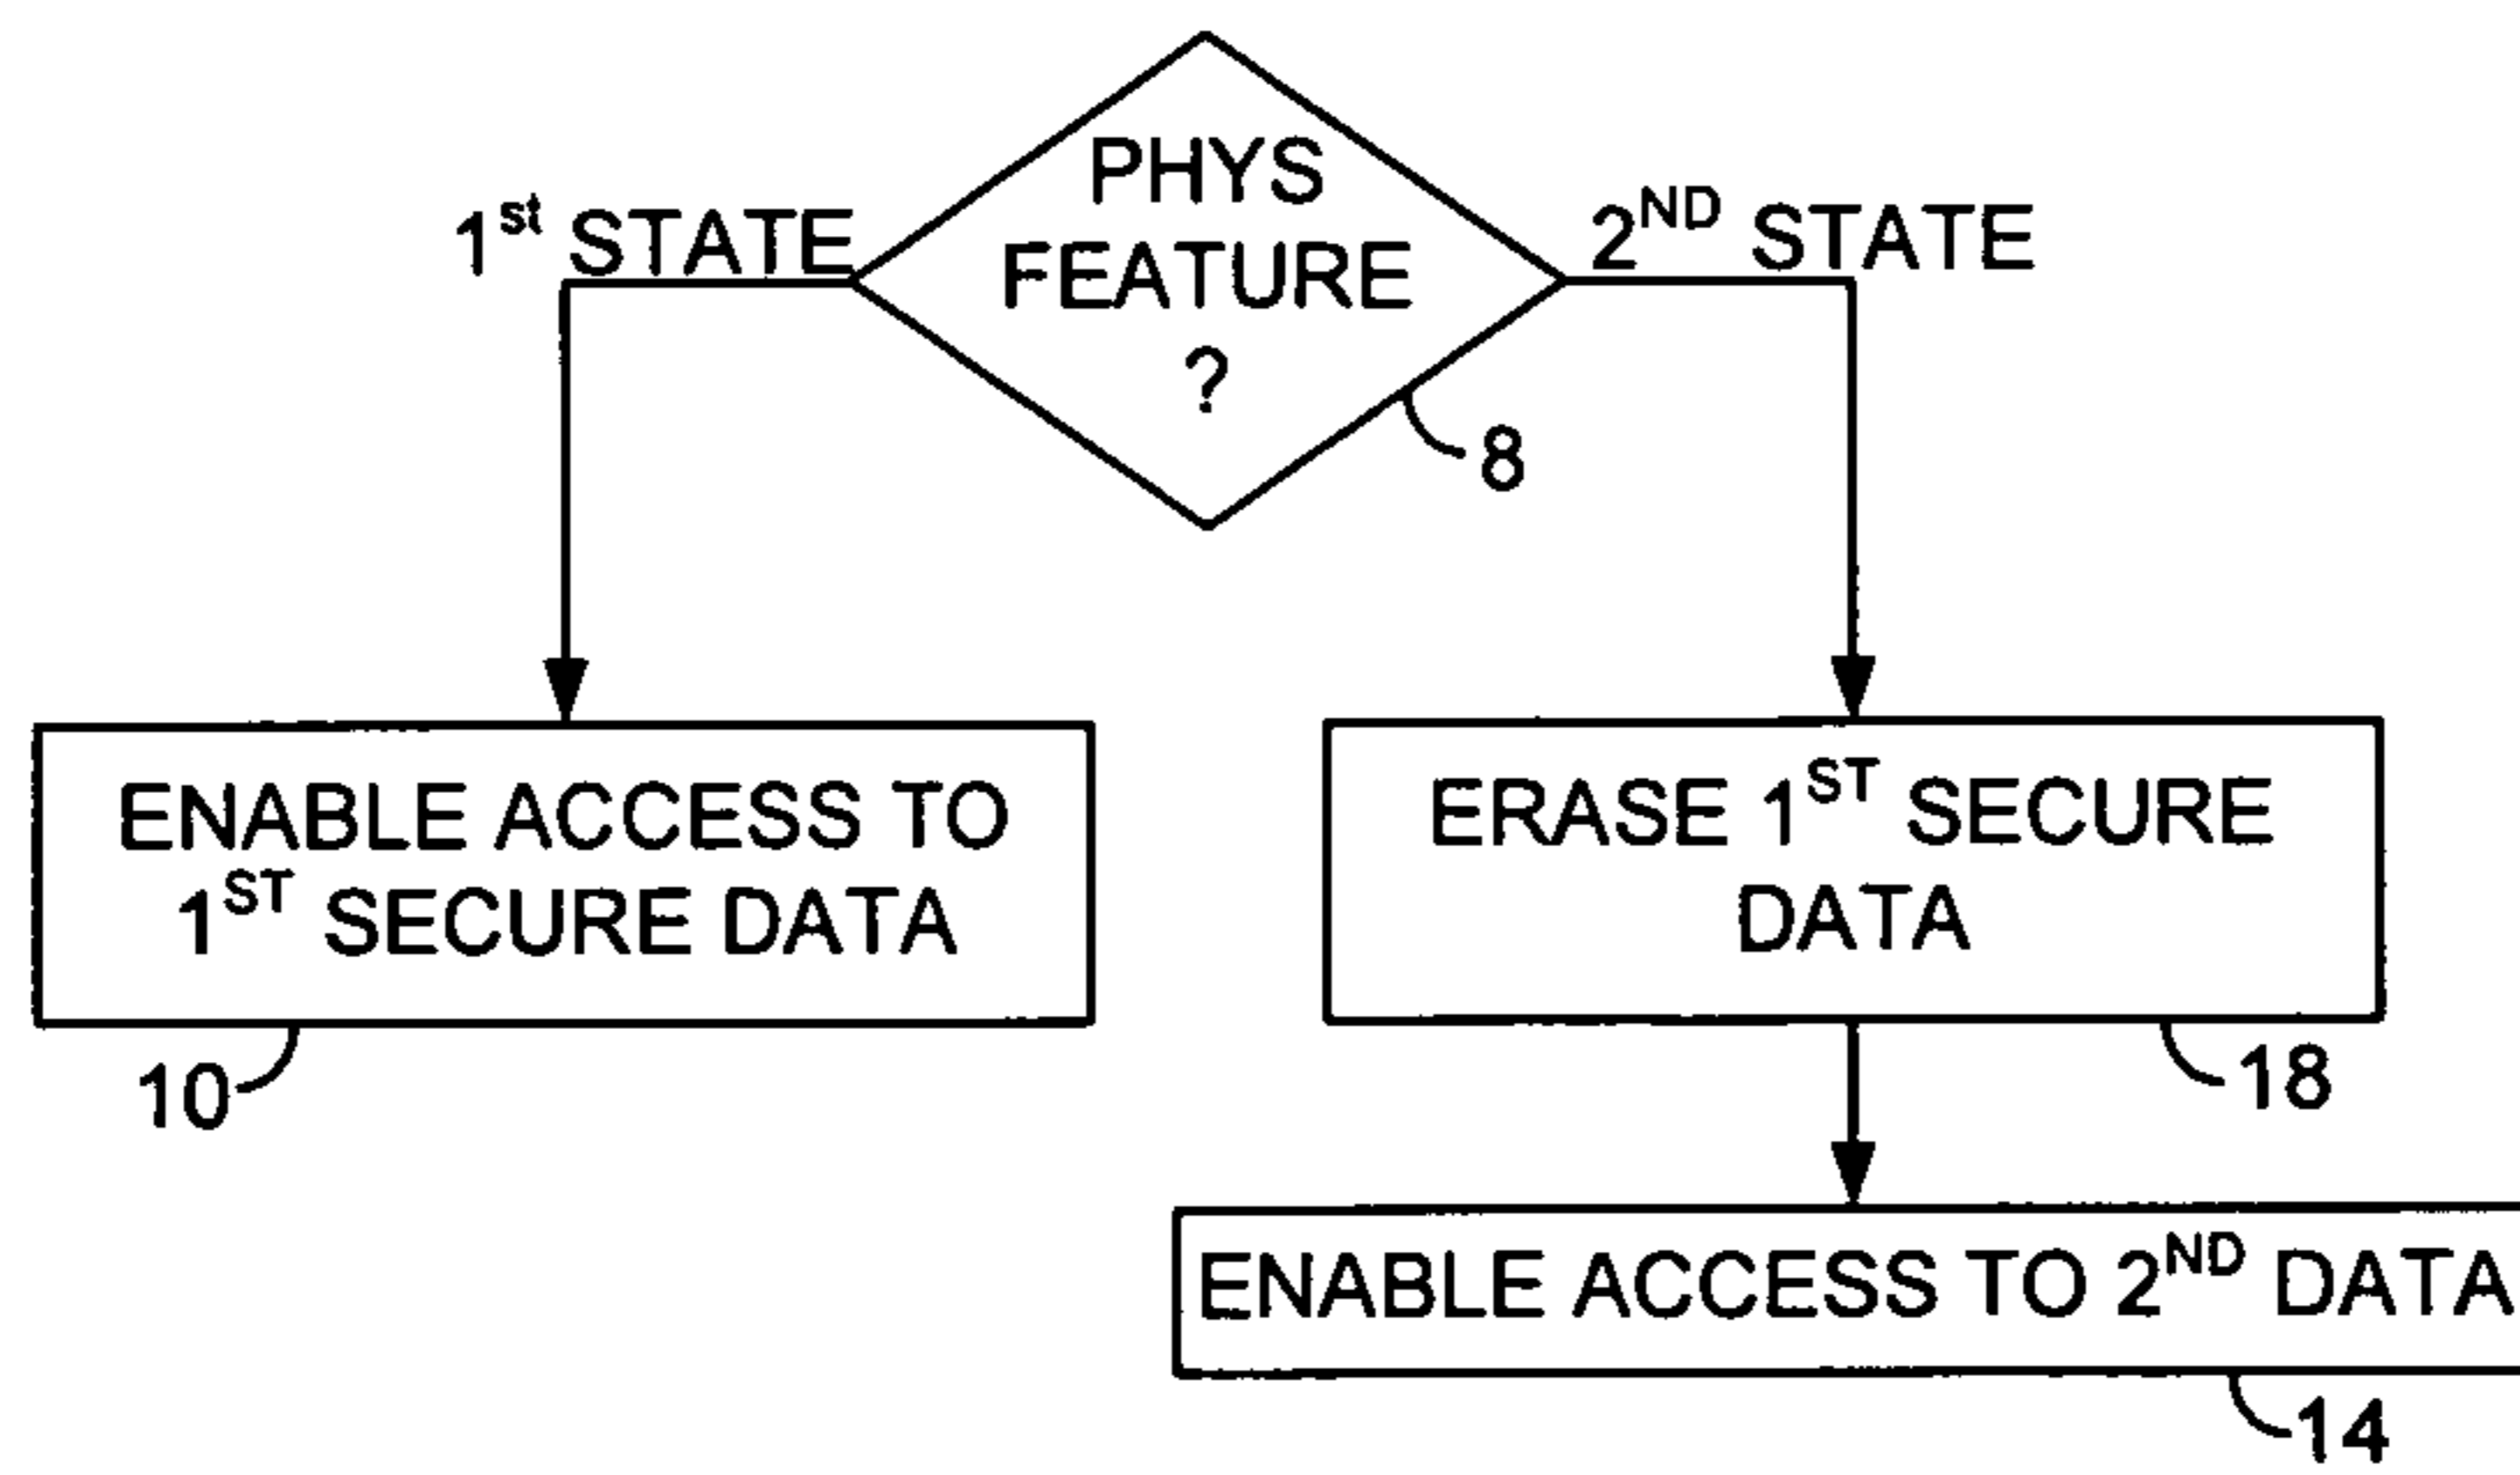 PHYS
FEATURE
?
1st STATE
2ND STATE
8
ENABLE ACCESS TO
1ST SECURE DATA
10
ERASE 1ST SECURE
DATA
18
ENABLE ACCESS TO 2ND DATA
14